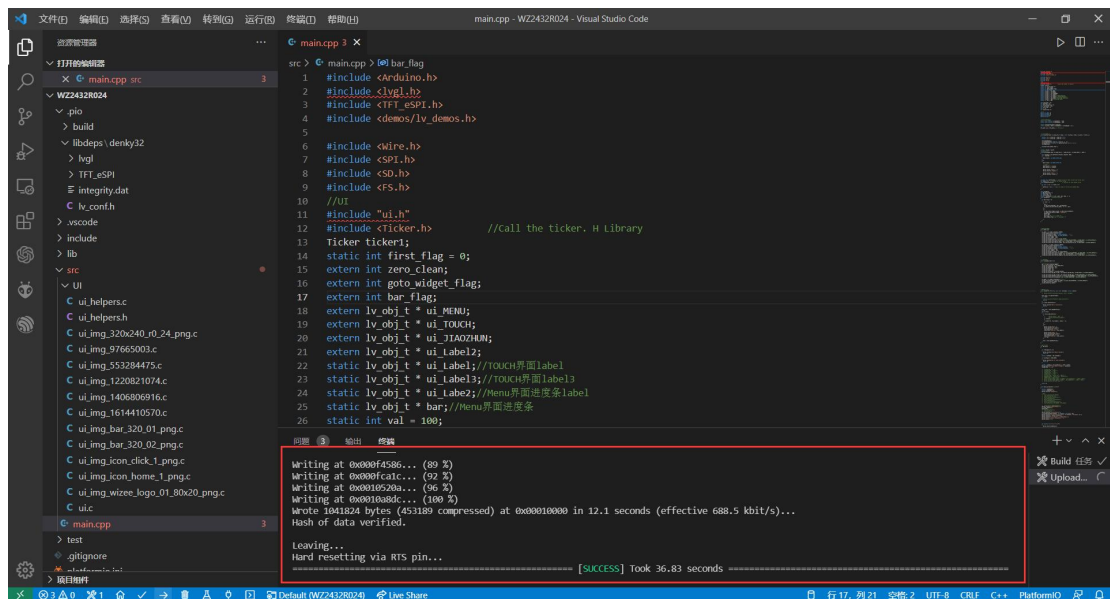 文件(F) 编辑(E) 选择(S) 查看(V) 转到(G) 运行(R) 终端(T) 帮助(H) main.cpp - WZ2432R024 - Visual Studio Code
资源管理器
打开的编辑器
main.cpp src 3
WZ2432R024
.pio
build
libdeps \ denky32
lvgl
TFT_eSPI
integrity.dat
lv_conf.h
.vscode
include
lib
src
UI
ui_helpers.c
ui_helpers.h
ui_img_320x240_r0_24_png.c
ui_img_97665003.c
ui_img_553284475.c
ui_img_1220821074.c
ui_img_1406806916.c
ui_img_1614410570.c
ui_img_bar_320_01_png.c
ui_img_bar_320_02_png.c
ui_img_icon_click_1_png.c
ui_img_icon_home_1_png.c
ui_img_wizee_logo_01_80x20_png.c
ui.c
main.cpp 3
test
.gitignore
platformio.ini
项目组件
main.cpp 3
src > main.cpp > bar_flag
1 #include <Arduino.h>
2 #include <lvgl.h>
3 #include <TFT_eSPI.h>
4 #include <demos/lv_demos.h>
5
6 #include <Wire.h>
7 #include <SPI.h>
8 #include <SD.h>
9 #include <FS.h>
10 //UI
11 #include "ui.h"
12 #include <Ticker.h> //Call the ticker. H Library
13 Ticker ticker1;
14 static int first_flag = 0;
15 extern int zero_clean;
16 extern int goto_widget_flag;
17 extern int bar_flag;
18 extern lv_obj_t * ui_MENU;
19 extern lv_obj_t * ui_TOUCH;
20 extern lv_obj_t * ui_JIAOZHUN;
21 extern lv_obj_t * ui_Label2;
22 static lv_obj_t * ui_Label;//TOUCH界面label
23 static lv_obj_t * ui_Label3;//TOUCH界面label3
24 static lv_obj_t * ui_Labe2;//Menu界面进度条label
25 static lv_obj_t * bar;//Menu界面进度条
26 static int val = 100;
问题 3 输出 终端
Writing at 0x000f4586... (89 %)
Writing at 0x000fca1c... (92 %)
Writing at 0x0010520a... (96 %)
Writing at 0x0010a8dc... (100 %)
Wrote 1041824 bytes (453189 compressed) at 0x00010000 in 12.1 seconds (effective 688.5 kbit/s)...
Hash of data verified.
Leaving...
Hard resetting via RTS pin...
[SUCCESS] Took 36.83 seconds
Build 任务
Upload...
3 0 1 Default (WZ2432R024) Live Share 行 17, 列 21 空格: 2 UTF-8 CRLF C++ PlatformIO